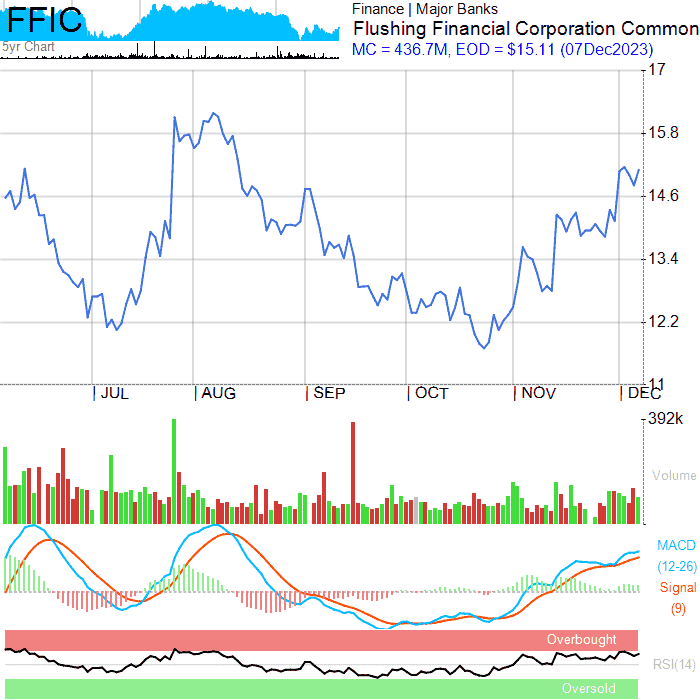 FFIC
5yr Chart
Finance | Major Banks
Flushing Financial Corporation Common
MC = 436.7M, EOD = $15.11 (07Dec2023)
17
15.8
14.6
13.4
12.2
11
JUL AUG SEP OCT NOV DEC
392k
Volume
MACD
(12-26)
Signal
(9)
Overbought
RSI(14)
Oversold